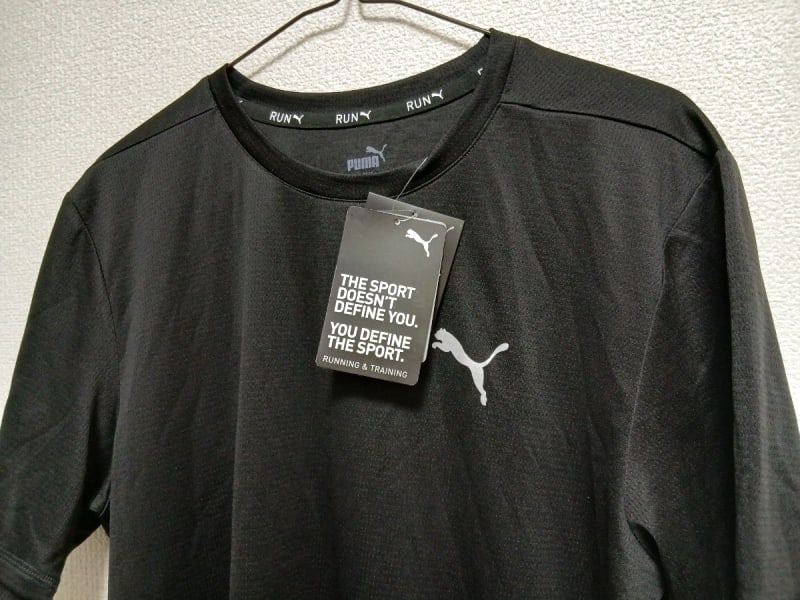 RUN
RUN
RUN
PUMA
THE SPORT
DOESN'T
DEFINE YOU.
YOU DEFINE
THE SPORT.
RUNNING & TRAINING